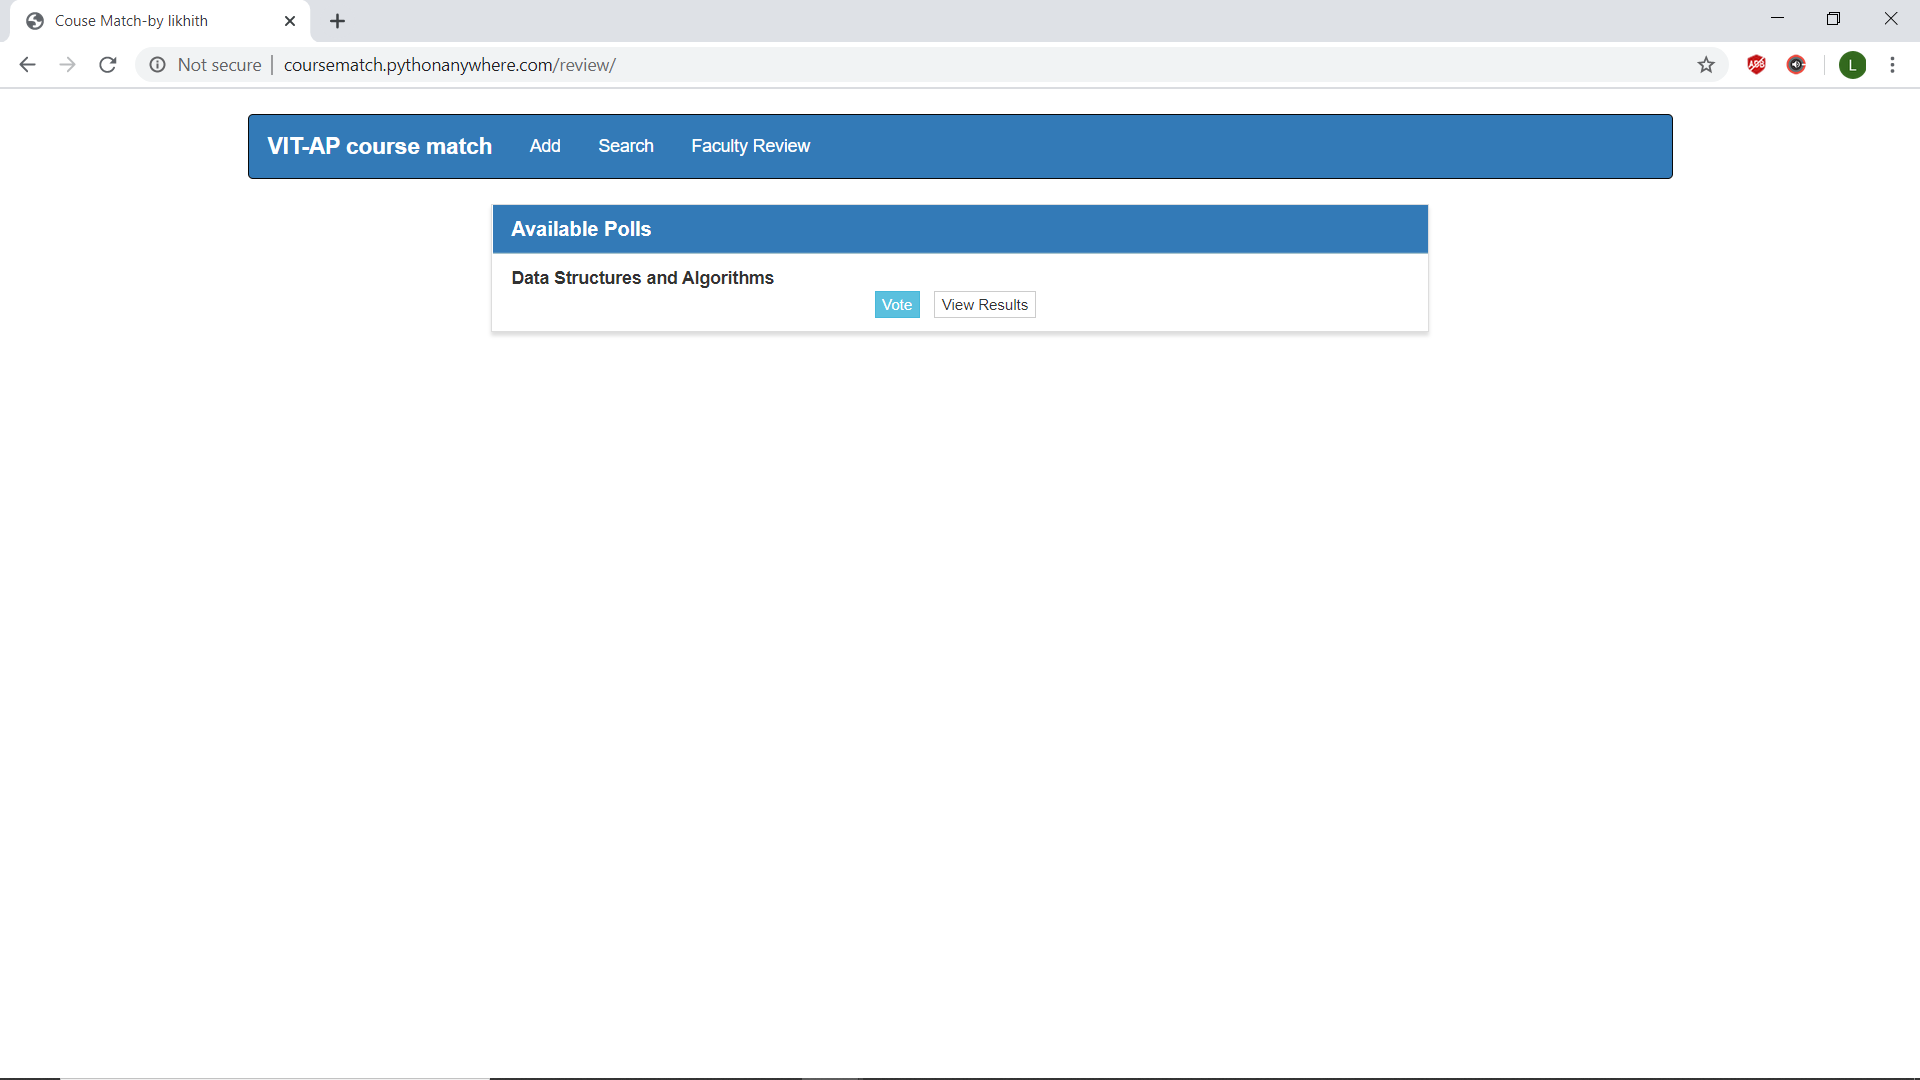 Couse Match-by likhith
Not secure coursematch.pythonanywhere.com/review/
ABP
L
VIT-AP course match Add Search Faculty Review
Available Polls
Data Structures and Algorithms
Vote View Results